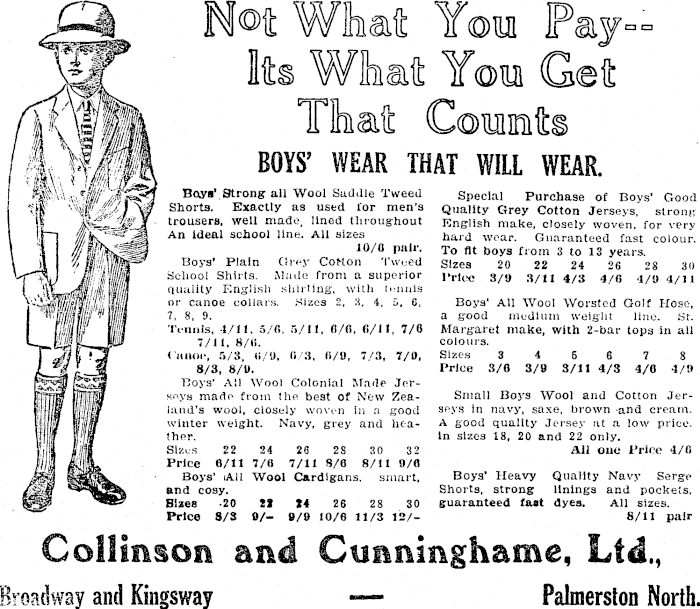 Not What You Pay--
Its What You Get
That Counts
BOYS' WEAR THAT WILL WEAR.
Boys' Strong all Wool Saddle Tweed
Shorts. Exactly as used for men's
trousers, well made, lined throughout
An ideal school line. All sizes
10/6 pair.
Boys' Plain Grey Cotton Tweed
School Shirts. Made from a superior
quality English shirting, with tennis
or canoe collars. Sizes 2, 3, 4, 5, 6,
7, 8, 9.
Tennis, 4/11, 5/6, 5/11, 6/6, 6/11, 7/6
7/11, 8/6.
Canoe, 5/3, 6/9, 6/3, 6/9, 7/3, 7/9,
8/3, 8/9.
Boys' All Wool Colonial Made Jer-
seys made from the best of New Zea-
land's wool, closely woven in a good
winter weight. Navy, grey and hea-
ther.
Sizes 22 24 26 28 30 32
Price 6/11 7/6 7/11 8/6 8/11 9/6
Boys' All Wool Cardigans, smart,
and cosy.
Sizes 20 22 24 26 28 30
Price 8/3 9/- 9/9 10/6 11/3 12/-
Special Purchase of Boys' Good
Quality Grey Cotton Jerseys, strong
English make, closely woven, for very
hard wear. Guaranteed fast colour.
To fit boys from 3 to 13 years.
Sizes 20 22 24 26 28 30
Price 3/9 3/11 4/3 4/6 4/9 4/11
Boys' All Wool Worsted Golf Hose,
a good medium weight line. St.
Margaret make, with 2-bar tops in all
colours.
Sizes 3 4 5 6 7 8
Price 3/6 3/9 3/11 4/3 4/6 4/9
Small Boys Wool and Cotton Jer-
seys in navy, saxe, brown and cream.
A good quality Jersey at a low price.
in sizes 18, 20 and 22 only.
All one Price 4/6
Boys' Heavy Quality Navy Serge
Shorts, strong linings and pockets,
guaranteed fast dyes. All sizes.
8/11 pair
Collinson and Cunninghame, Ltd.,
Broadway and Kingsway — Palmerston North.